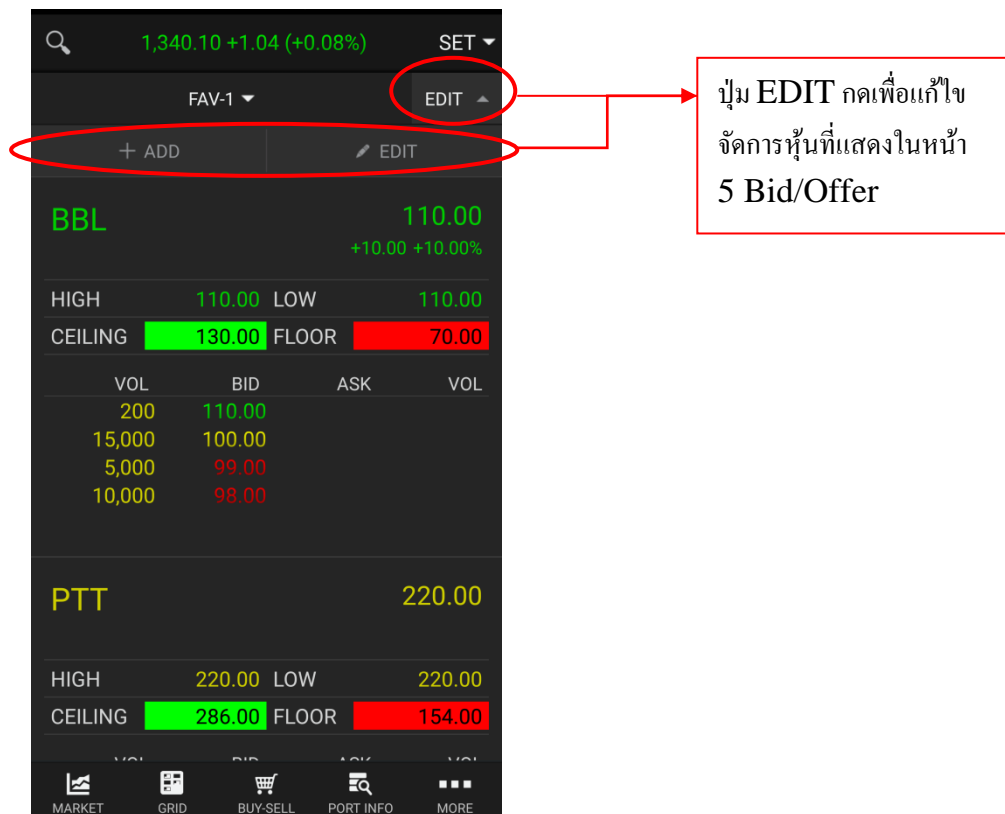 1,340.10 +1.04 (+0.08%) SET
FAV-1 EDIT
+ ADD EDIT
BBL 110.00
+10.00 +10.00%
HIGH 110.00 LOW 110.00
CEILING 130.00 FLOOR 70.00
VOL BID ASK VOL
200 110.00
15,000 100.00
5,000 99.00
10,000 98.00
PTT 220.00
HIGH 220.00 LOW 220.00
CEILING 286.00 FLOOR 154.00
VOL BID ASK VOL
MARKET GRID BUY-SELL PORT INFO MORE
ปุ่ม EDIT กดเพื่อแก้ไข
จัดการหุ้นที่แสดงในหน้า
5 Bid/Offer